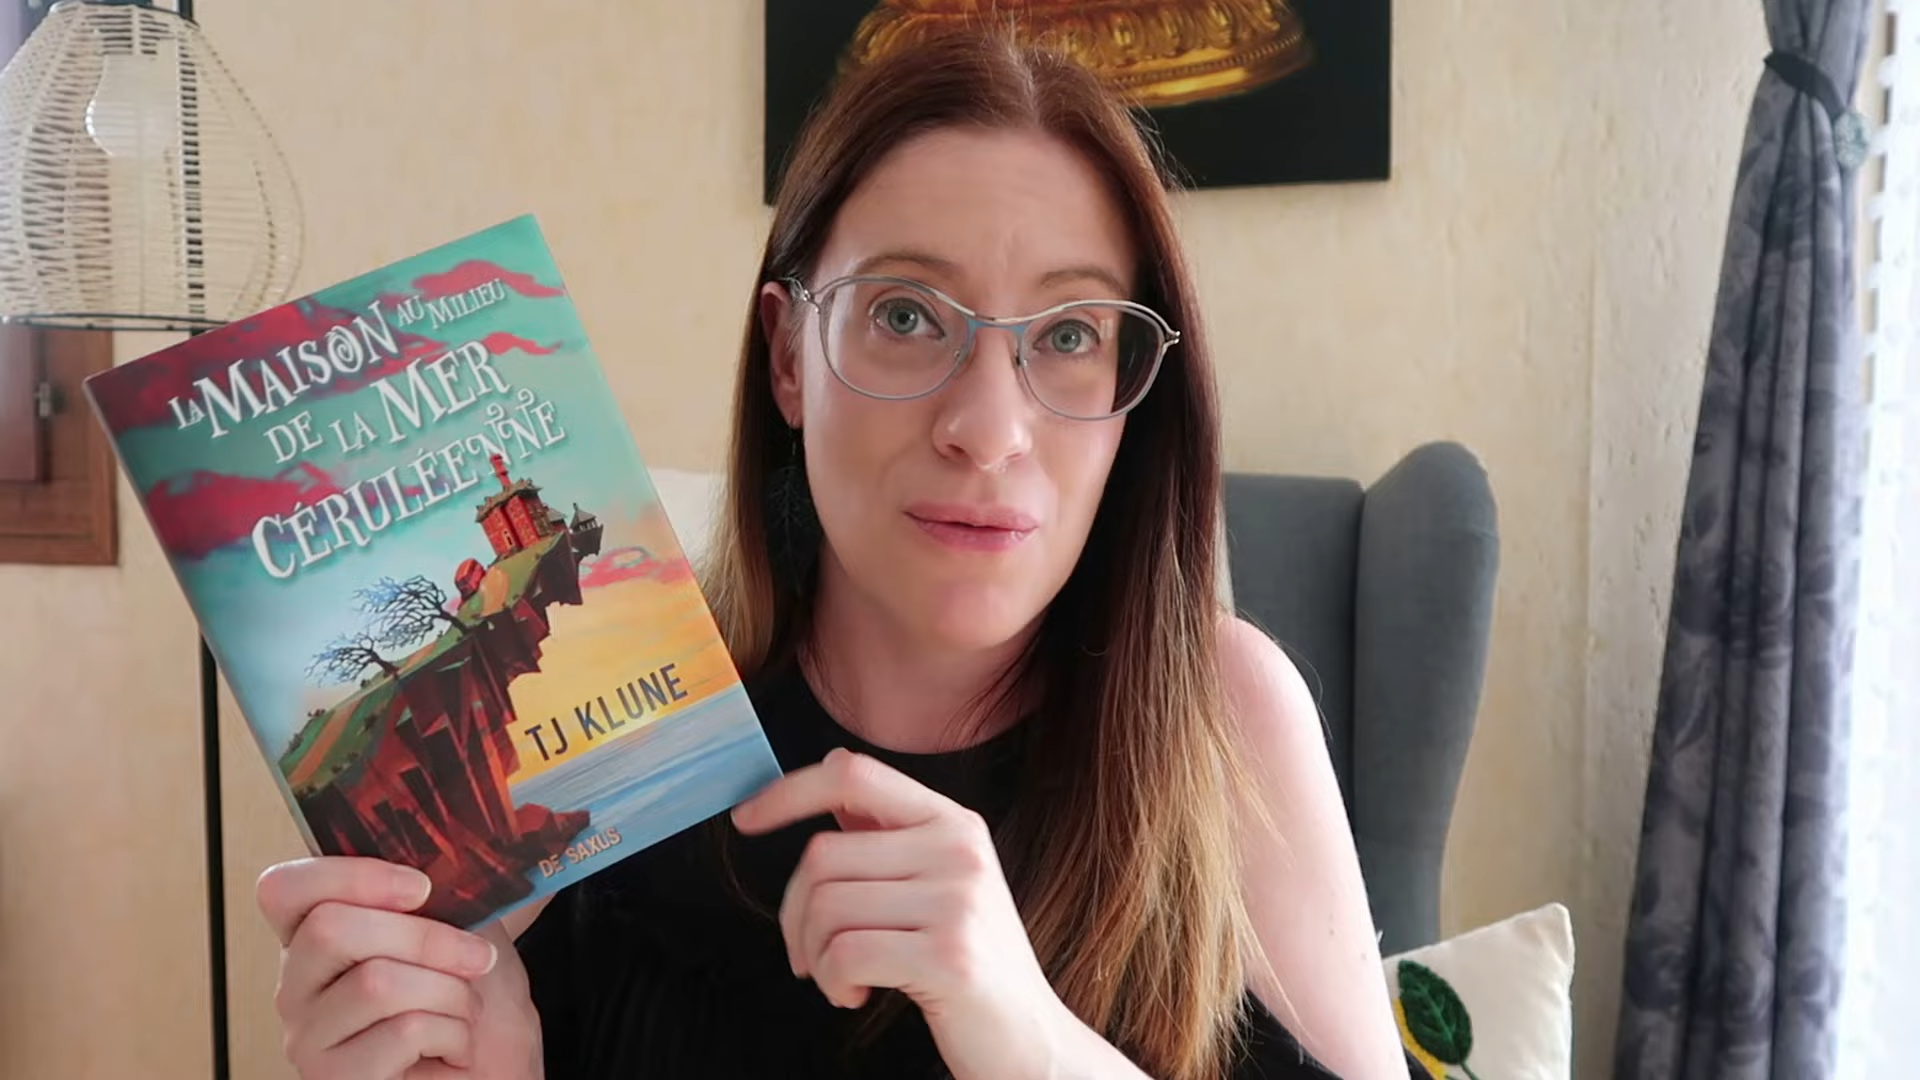 LA MAISON AU MILIEU
DE LA MER
CÉRULÉENNE
TJ KLUNE
DE SAXUS